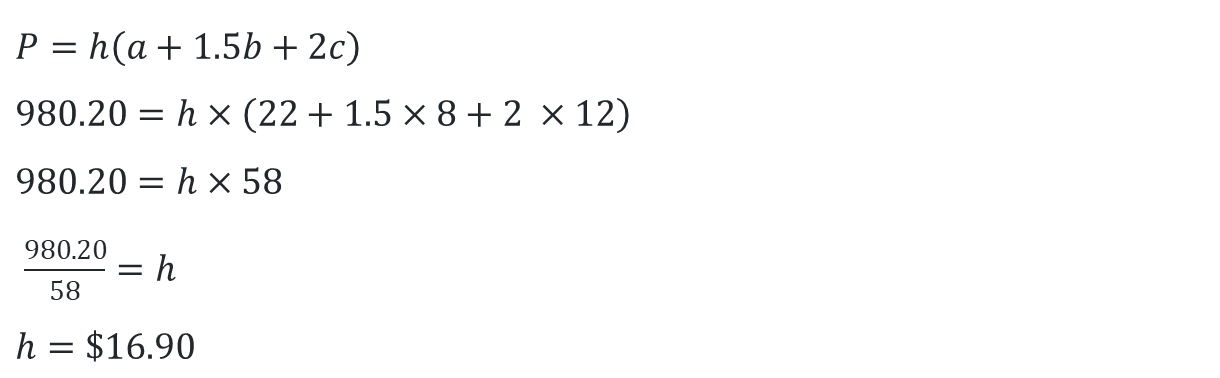 P = h(a + 1.5b + 2c)
980.20 = h × (22 + 1.5 × 8 + 2 × 12)
980.20 = h × 58
980.20/58 = h
h = $16.90